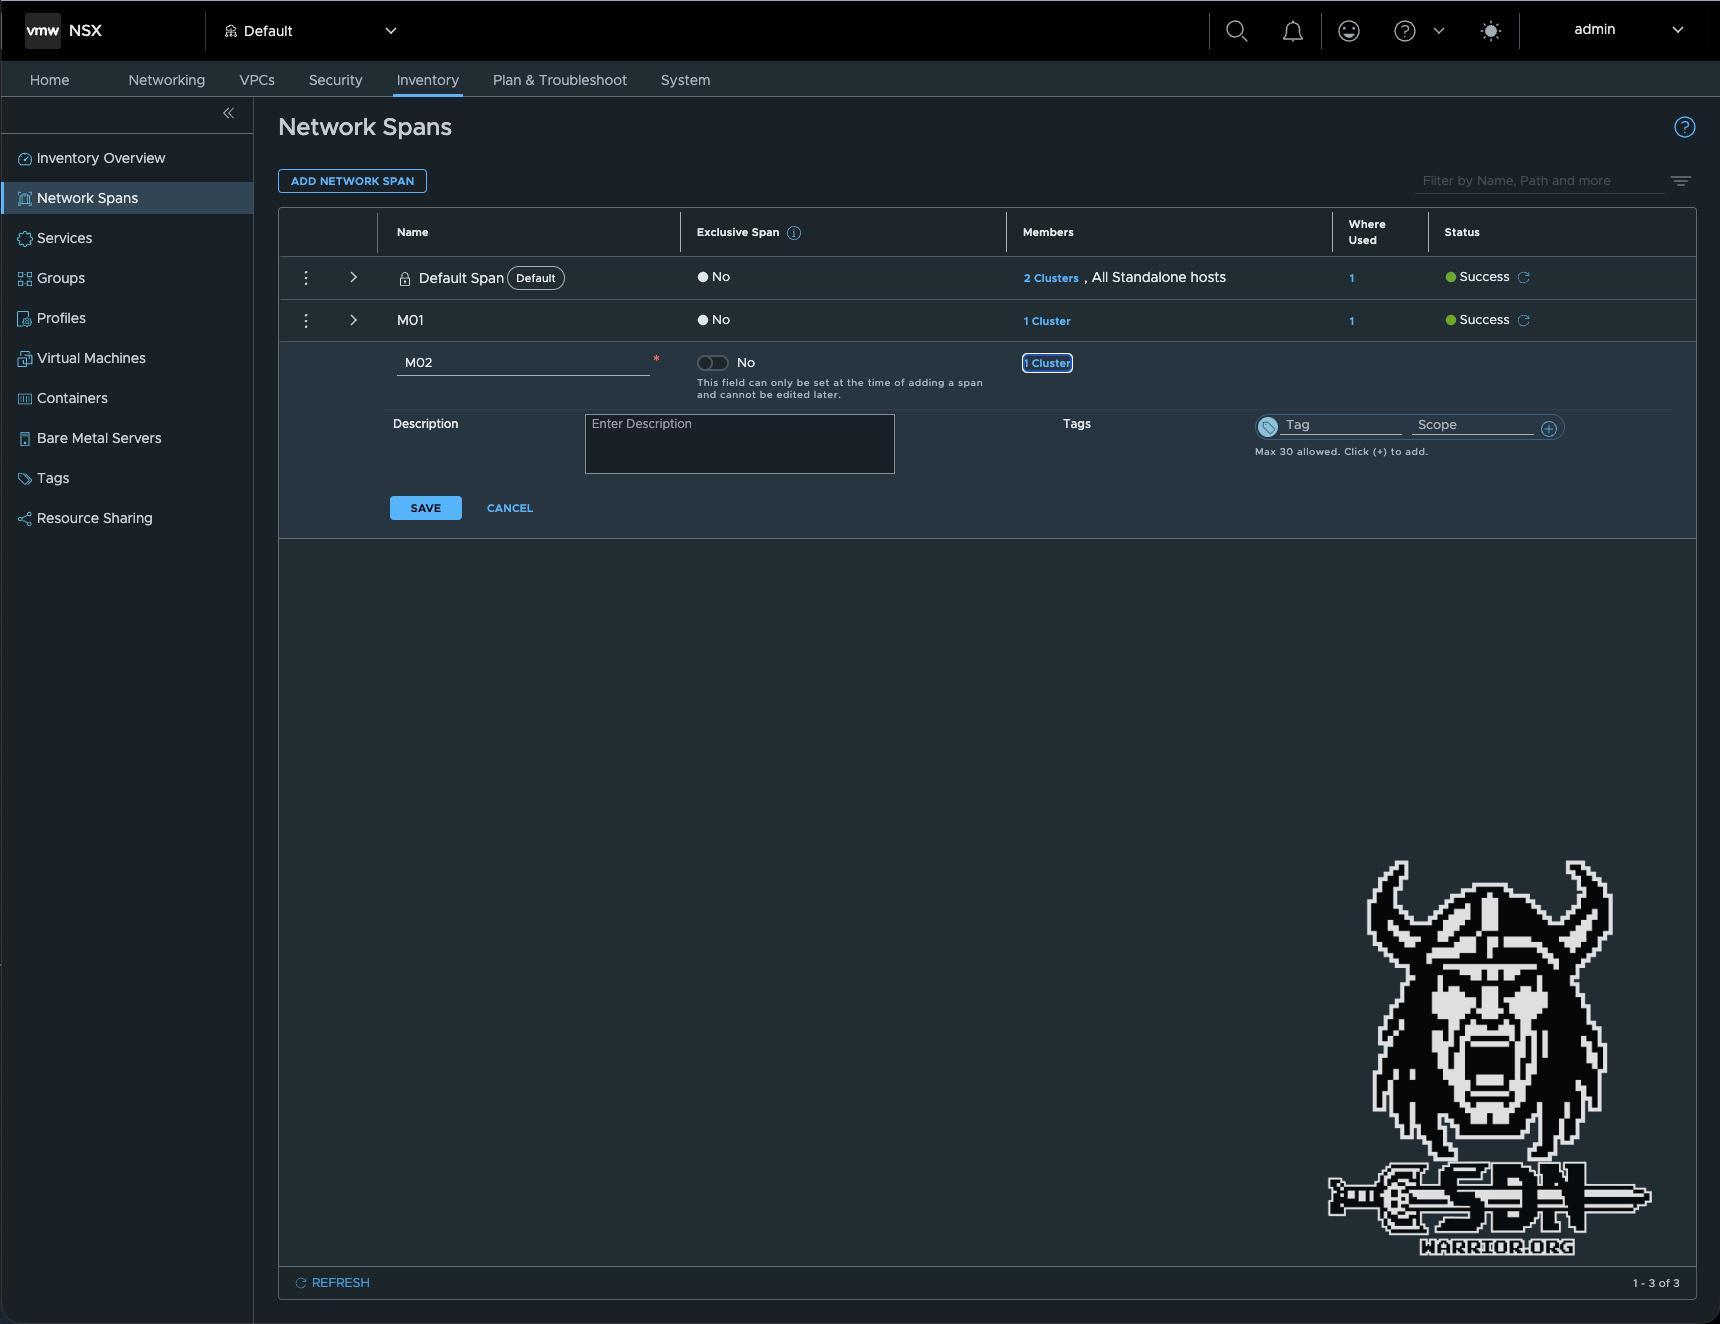 vmw NSX
Default
admin
Home
Networking
VPCs
Security
Inventory
Plan & Troubleshoot
System
Inventory Overview
Network Spans
Services
Groups
Profiles
Virtual Machines
Containers
Bare Metal Servers
Tags
Resource Sharing
Network Spans
ADD NETWORK SPAN
Filter by Name, Path and more
Name
Exclusive Span
Members
Where
Used
Status
Default Span Default
No
2 Clusters , All Standalone hosts
1
Success
M01
No
1 Cluster
1
Success
M02 *
No
1 Cluster
This field can only be set at the time of adding a span
and cannot be edited later.
Description
Enter Description
Tags
Tag
Scope
Max 30 allowed. Click (+) to add.
SAVE
CANCEL
SDN
WARRIOR.ORG
REFRESH
1 - 3 of 3